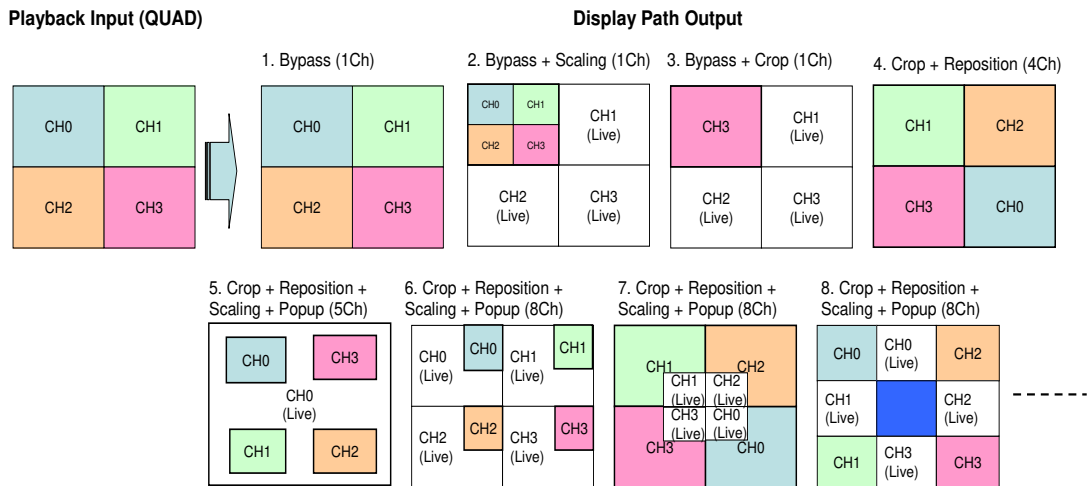 Playback Input (QUAD)
Display Path Output
1. Bypass (1Ch)
2. Bypass + Scaling (1Ch)
3. Bypass + Crop (1Ch)
4. Crop + Reposition (4Ch)
CH0
CH1
CH2
CH3
CH0
CH1
CH2
CH3
CH0
CH1
CH2
CH3
CH1
(Live)
CH2
(Live)
CH3
(Live)
CH3
CH1
(Live)
CH2
(Live)
CH3
(Live)
CH1
CH2
CH3
CH0
5. Crop + Reposition +
Scaling + Popup (5Ch)
6. Crop + Reposition +
Scaling + Popup (8Ch)
7. Crop + Reposition +
Scaling + Popup (8Ch)
8. Crop + Reposition +
Scaling + Popup (8Ch)
CH0
CH3
CH0
(Live)
CH1
CH2
CH0
(Live)
CH0
CH1
(Live)
CH1
CH2
(Live)
CH2
CH3
(Live)
CH3
CH1
CH2
CH1
(Live)
CH2
(Live)
CH3
(Live)
CH0
(Live)
CH3
CH0
CH0
CH0
(Live)
CH2
CH1
(Live)
CH2
(Live)
CH1
CH3
(Live)
CH3